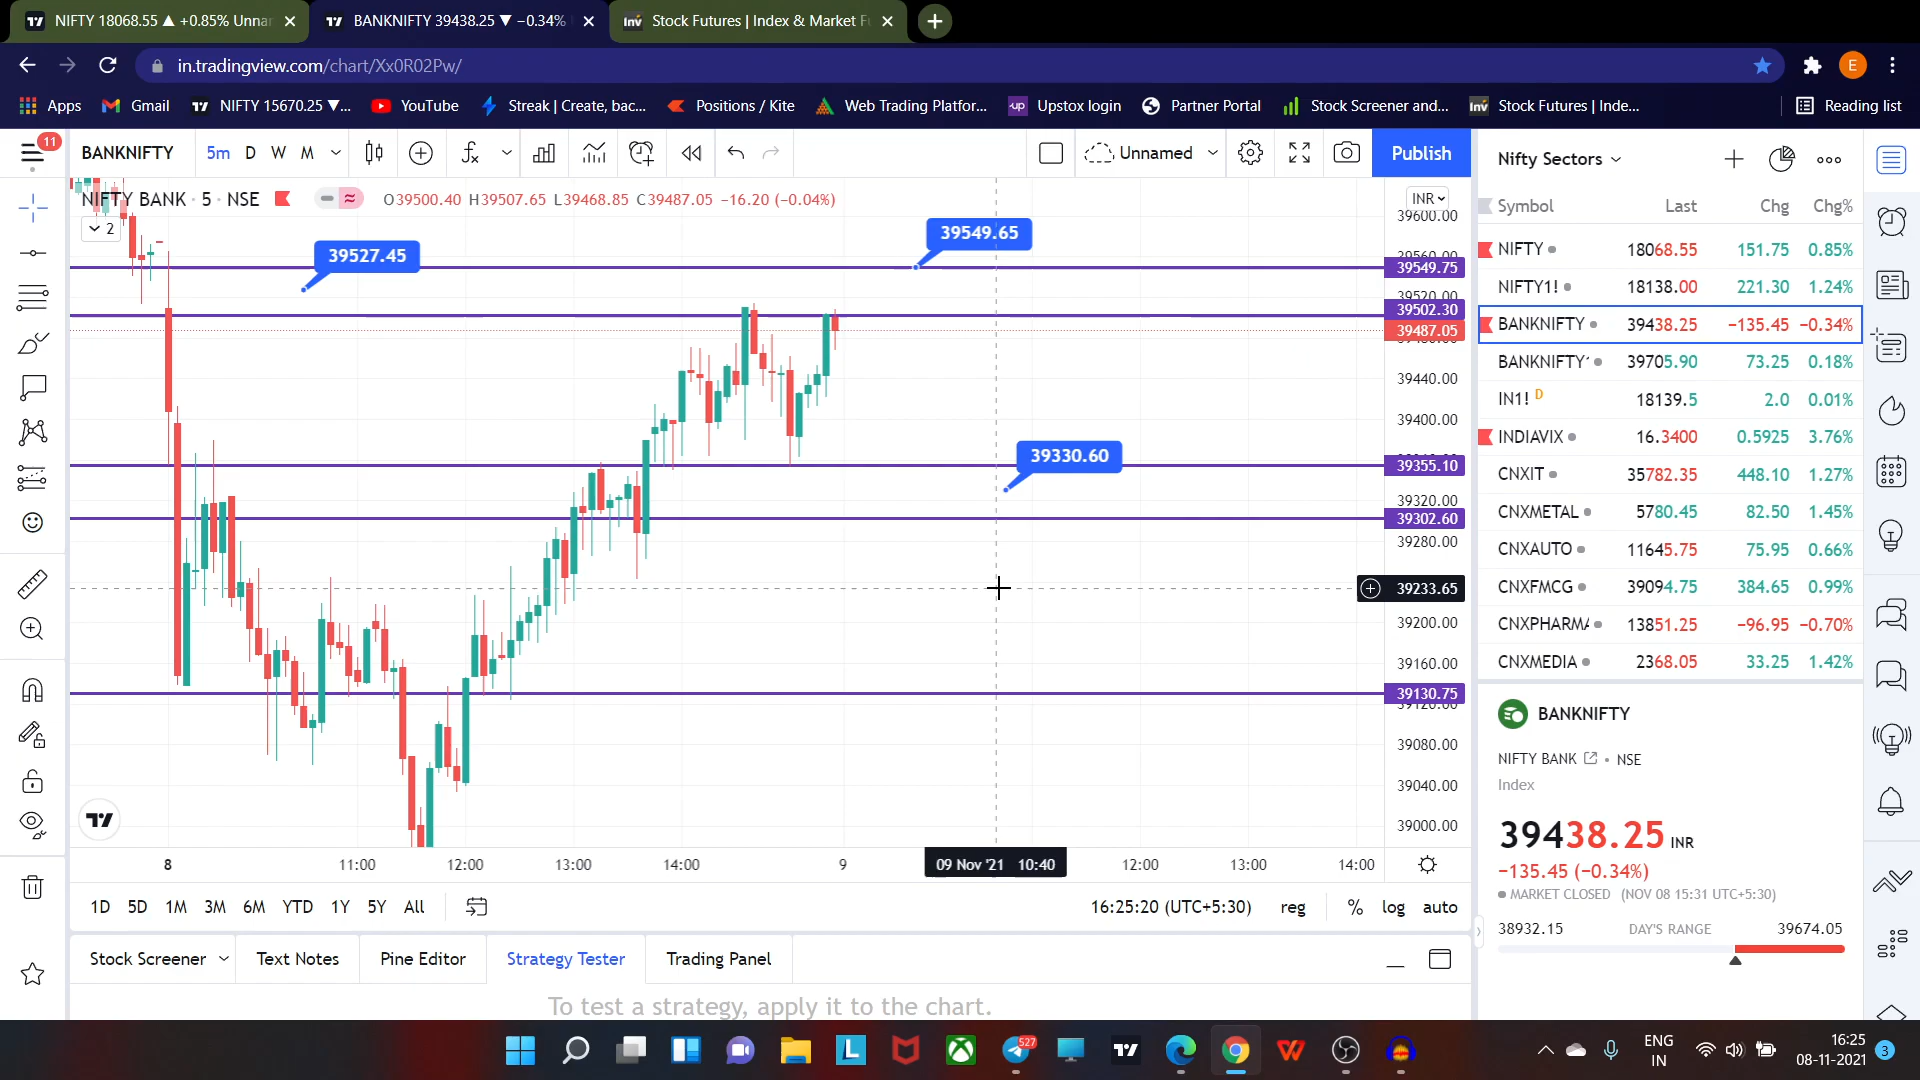 NIFTY 18068.55 ▲ +0.85% Unnar
BANKNIFTY 39438.25 ▼ −0.34%
Stock Futures | Index & Market F
in.tradingview.com/chart/Xx0R02Pw/
E
Apps
Gmail
NIFTY 15670.25 ▼...
YouTube
Streak | Create, bac...
Positions / Kite
Web Trading Platfor...
Upstox login
Partner Portal
Stock Screener and...
Stock Futures | Inde...
Reading list
11
BANKNIFTY
5m D W M
Unnamed
Publish
Nifty Sectors
NIFTY BANK · 5 · NSE
O39500.40 H39507.65 L39468.85 C39487.05 −16.20 (−0.04%)
2
INR
39527.45
39549.65
39330.60
39600.00
39549.75
39520.00
39502.30
39487.05
39440.00
39400.00
39355.10
39320.00
39302.60
39280.00
39233.65
39200.00
39160.00
39130.75
39120.00
39080.00
39040.00
39000.00
8 11:00 12:00 13:00 14:00 9 09 Nov '21 10:40 12:00 13:00 14:00
1D 5D 1M 3M 6M YTD 1Y 5Y All
16:25:20 (UTC+5:30) reg % log auto
Stock Screener
Text Notes
Pine Editor
Strategy Tester
Trading Panel
To test a strategy, apply it to the chart.
Symbol Last Chg Chg%
NIFTY 18068.55 151.75 0.85%
NIFTY1! 18138.00 221.30 1.24%
BANKNIFTY 39438.25 −135.45 −0.34%
BANKNIFTY 39705.90 73.25 0.18%
IN1! D 18139.5 2.0 0.01%
INDIAVIX 16.3400 0.5925 3.76%
CNXIT 35782.35 448.10 1.27%
CNXMETAL 5780.45 82.50 1.45%
CNXAUTO 11645.75 75.95 0.66%
CNXFMCG 39094.75 384.65 0.99%
CNXPHARMA 13851.25 −96.95 −0.70%
CNXMEDIA 2368.05 33.25 1.42%
BANKNIFTY
NIFTY BANK • NSE
Index
39438.25 INR
−135.45 (−0.34%)
MARKET CLOSED (NOV 08 15:31 UTC+5:30)
38932.15 DAY'S RANGE 39674.05
527
ENG
IN
16:25
08-11-2021
3